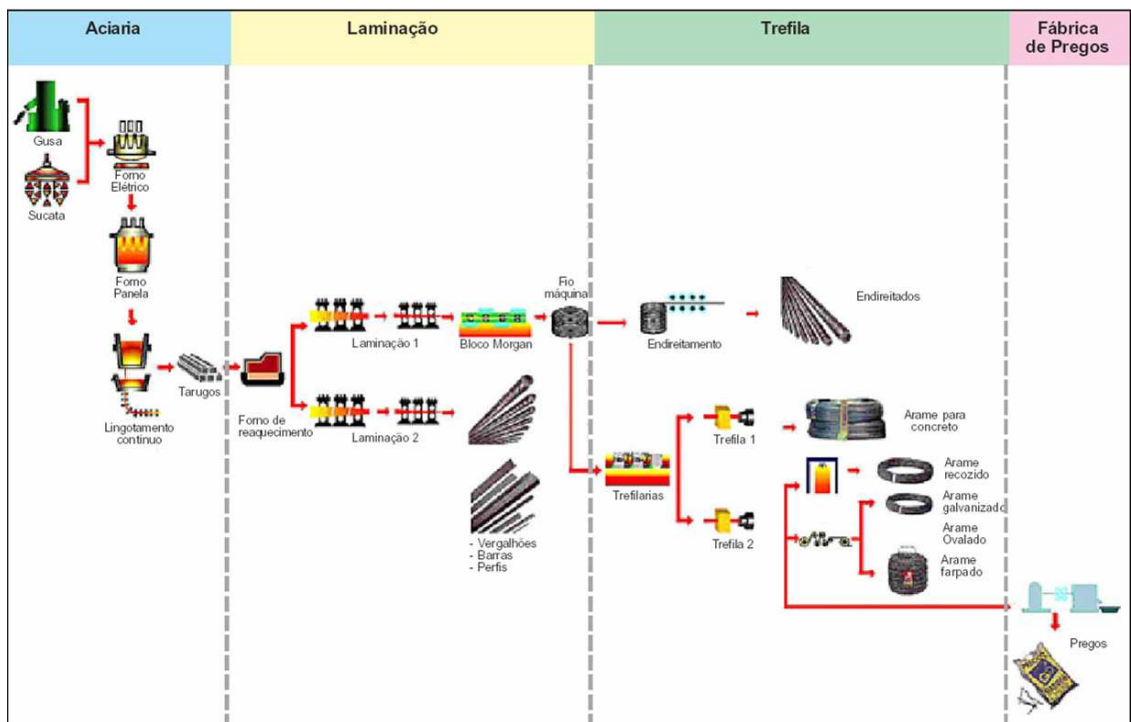 Aciaria
Laminação
Trefila
Fábrica
de Pregos
Gusa
Sucata
Forno
Elétrico
Forno
Panela
Lingotamento
contínuo
Tarugos
Forno de
reaquecimento
Laminação 1
Bloco Morgan
Fio
máquina
Laminação 2
- Vergalhões
- Barras
- Perfis
Endireitamento
Endireitados
Trefilarias
Trefila 1
Arame para
concreto
Trefila 2
Arame
recozido
Arame
galvanizado
Arame
Ovalado
Arame
farpado
Pregos